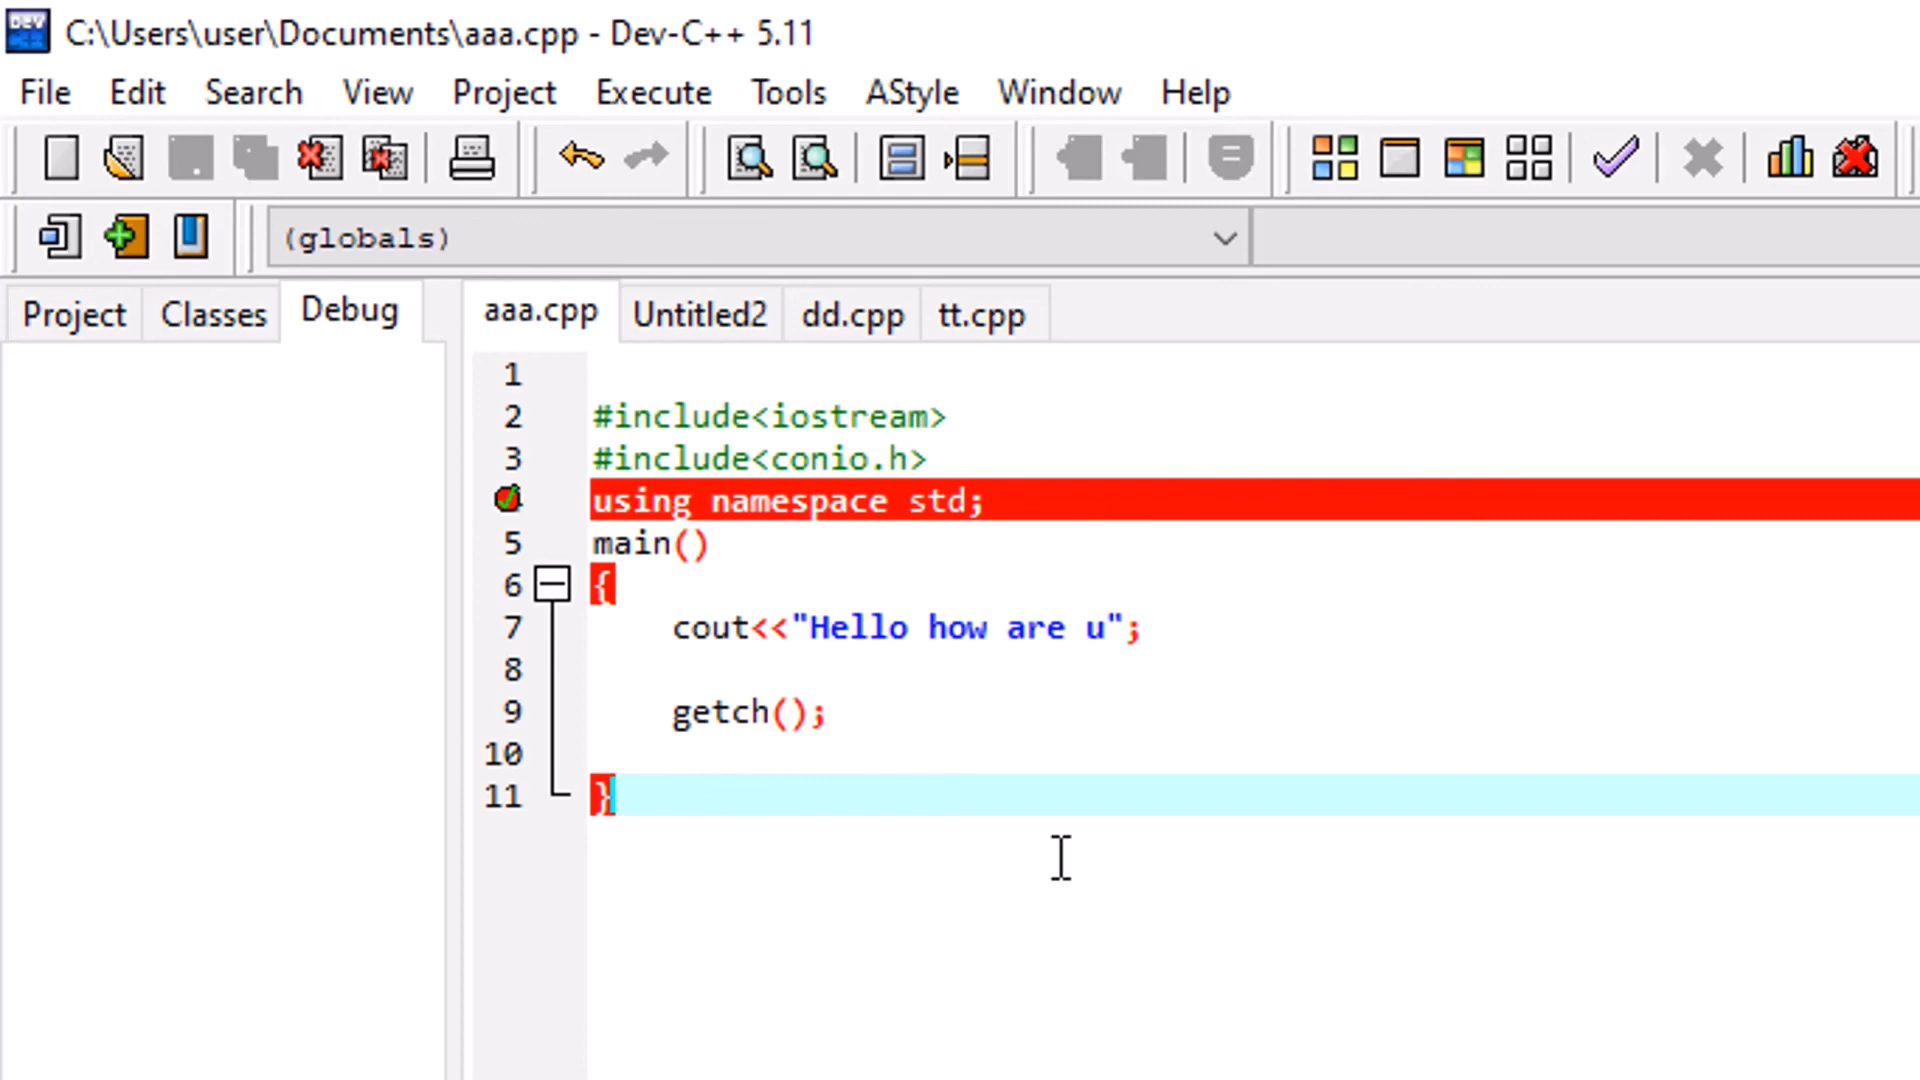 C:\Users\user\Documents\aaa.cpp - Dev-C++ 5.11
File Edit Search View Project Execute Tools AStyle Window Help
(globals)
Project Classes Debug aaa.cpp Untitled2 dd.cpp tt.cpp
1
2 #include<iostream>
3 #include<conio.h>
using namespace std;
5 main()
6 {
7 cout<<"Hello how are u";
8
9 getch();
10
11 }